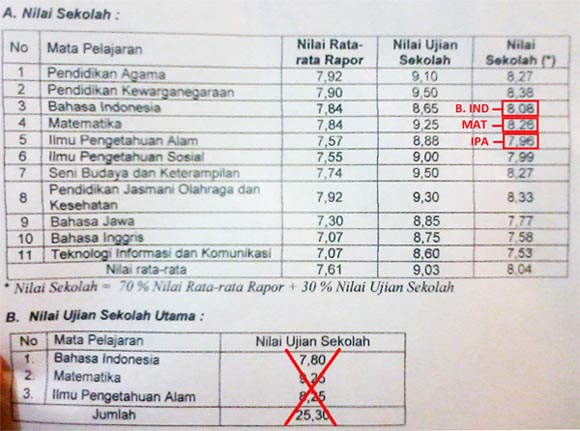 A. Nilai Sekolah :
No Mata Pelajaran Nilai Rata-rata Rapor Nilai Ujian Sekolah Nilai Sekolah (*)
1 Pendidikan Agama 7,92 9,10 8,27
2 Pendidikan Kewarganegaraan 7,90 9,50 8,38
3 Bahasa Indonesia 7,84 8,65 B. IND 8,08
4 Matematika 7,84 9,25 MAT 8,26
5 Ilmu Pengetahuan Alam 7,57 8,88 IPA 7,96
6 Ilmu Pengetahuan Sosial 7,55 9,00 7,99
7 Seni Budaya dan Keterampilan 7,74 9,50 8,27
8 Pendidikan Jasmani Olahraga dan Kesehatan 7,92 9,30 8,33
9 Bahasa Jawa 7,30 8,85 7,77
10 Bahasa Inggris 7,07 8,75 7,58
11 Teknologi Informasi dan Komunikasi 7,07 8,60 7,53
Nilai rata-rata 7,61 9,03 8,04
* Nilai Sekolah = 70 % Nilai Rata-rata Rapor + 30 % Nilai Ujian Sekolah
B. Nilai Ujian Sekolah Utama :
No Mata Pelajaran Nilai Ujian Sekolah
1. Bahasa Indonesia 7,80
2. Matematika 9,25
3. Ilmu Pengetahuan Alam 8,25
Jumlah 25,30